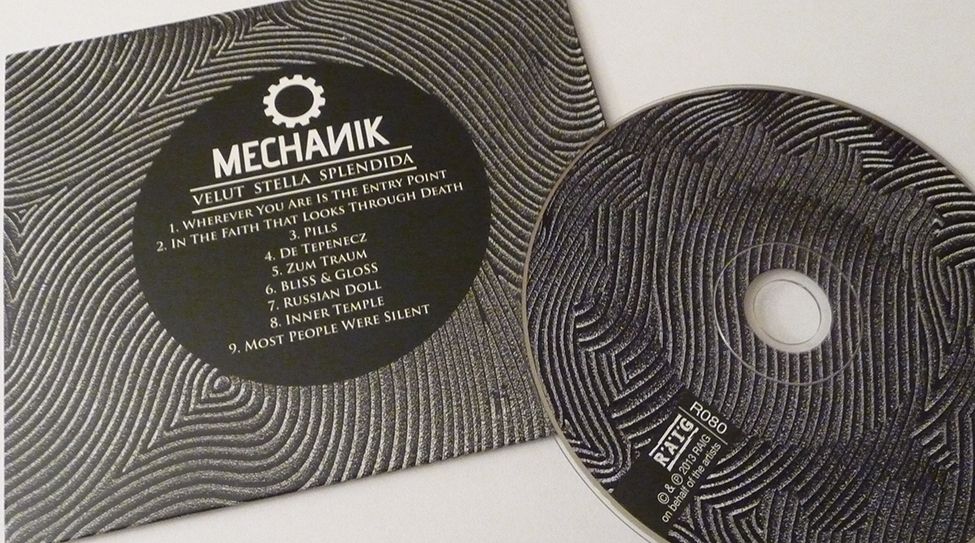 MECHAИIK
VELUT STELLA SPLENDIDA
1. WHEREVER YOU ARE IS THE ENTRY POINT
2. IN THE FAITH THAT LOOKS THROUGH DEATH
3. PILLS
4. DE TEPENECZ
5. ZUM TRAUM
6. BLISS & GLOSS
7. RUSSIAN DOLL
8. INNER TEMPLE
9. MOST PEOPLE WERE SILENT
R080
RAIG
© & ℗ 2013 RAIG
on behalf of the artists